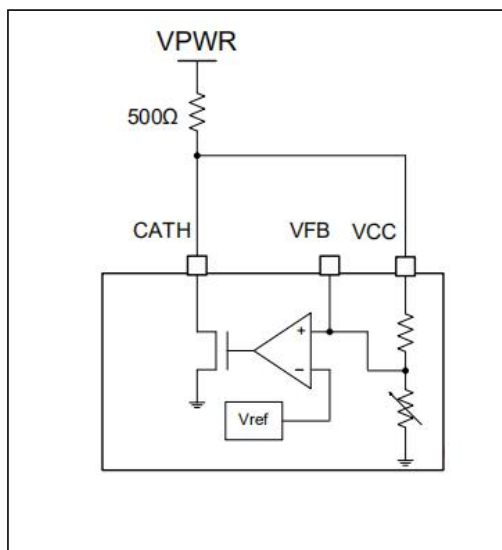 VPWR
500Ω
CATH
VFB
VCC
+
−
Vref